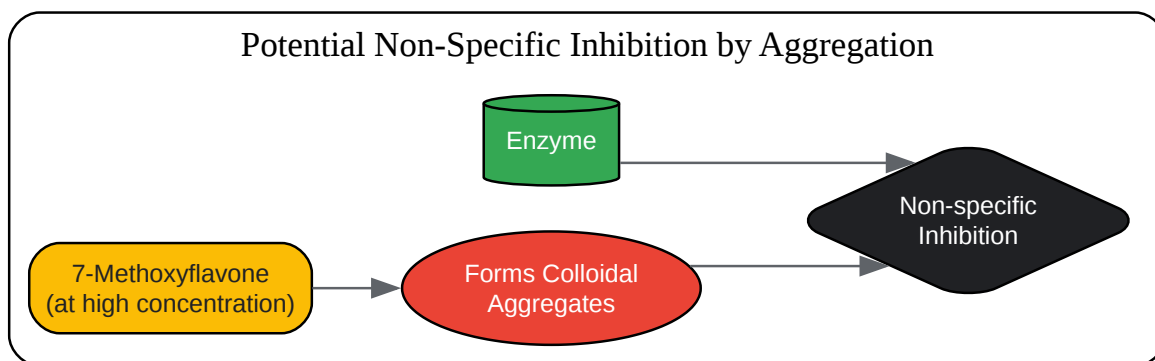 Potential Non-Specific Inhibition by Aggregation
Enzyme
Non-specific
Inhibition
7-Methoxyflavone
(at high concentration)
Forms Colloidal
Aggregates